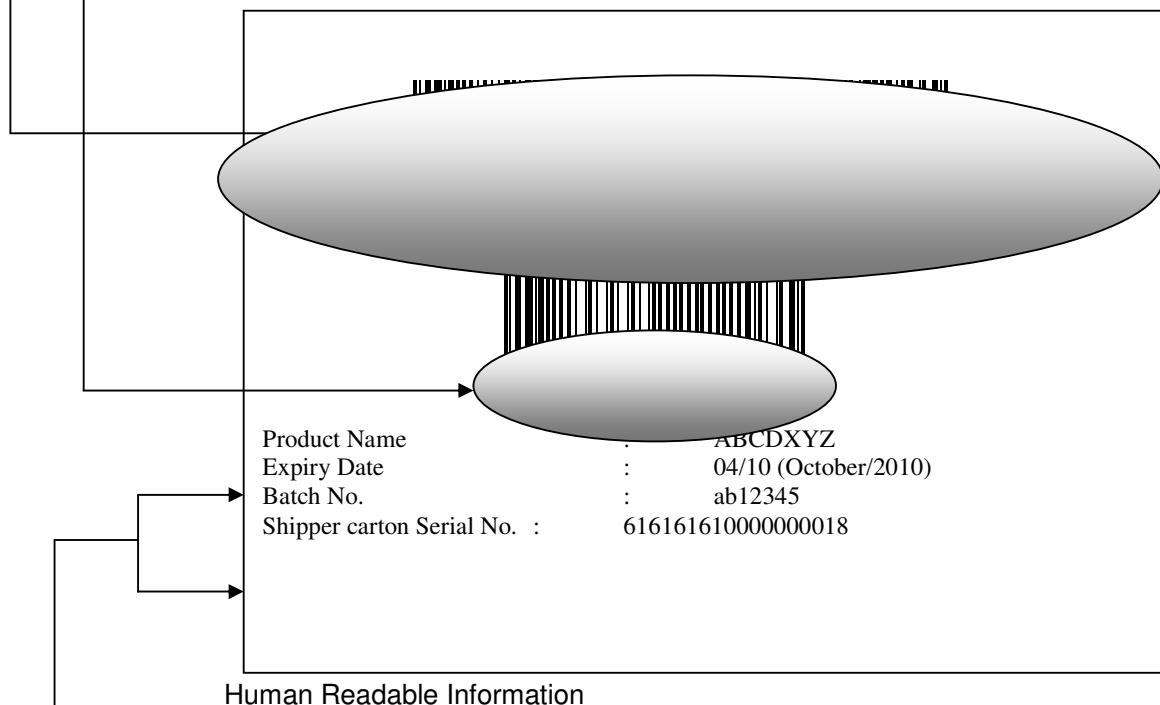 Product Name : ABCDXYZ
Expiry Date : 04/10 (October/2010)
Batch No. : ab12345
Shipper carton Serial No. : 616161610000000018
Human Readable Information